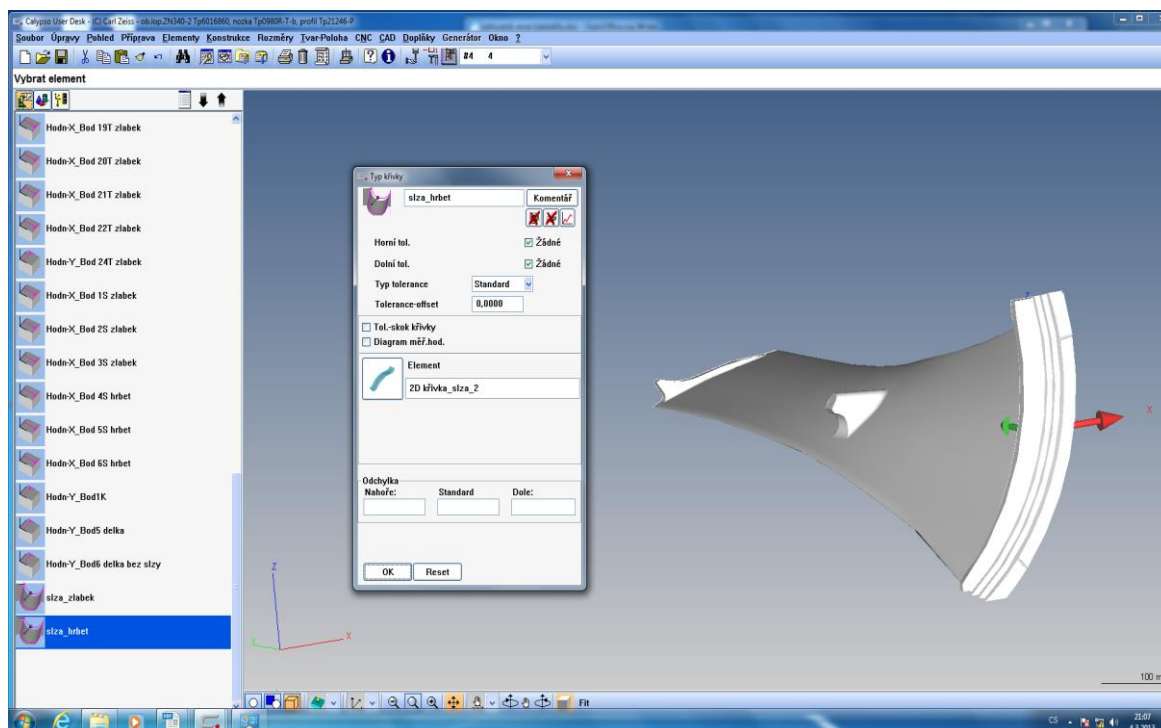 Calypso User Desk - (C) Carl Zeiss - ob.lop.ZN340-2 Tp6016860, nozka Tp0980R-T-b, profil Tp21246-P
Soubor Úpravy Pohled Příprava Elementy Konstrukce Rozměry Tvar-Poloha CNC CAD Doplňky Generátor Okno ?
#4 4
Vybrat element
Hodn-X_Bod 19T zlabek
Hodn-X_Bod 20T zlabek
Hodn-X_Bod 21T zlabek
Hodn-X_Bod 22T zlabek
Hodn-Y_Bod 24T zlabek
Hodn-X_Bod 1S zlabek
Hodn-X_Bod 2S zlabek
Hodn-X_Bod 3S zlabek
Hodn-X_Bod 4S hrbet
Hodn-X_Bod 5S hrbet
Hodn-X_Bod 6S hrbet
Hodn-Y_Bod1K
Hodn-Y_Bod5 delka
Hodn-Y_Bod6 delka bez slzy
slza_zlabek
slza_hrbet
Typ křivky
slza_hrbet Komentář
Horní tol. Žádné
Dolní tol. Žádné
Typ tolerance Standard
Tolerance-offset 0,0000
Tol.-skok křivky
Diagram měř.hod.
Element
2D křivka_slza_2
Odchylka
Nahoře: Standard Dole:
OK Reset
Z
X
Y
X
100
Fit
CS 21:07